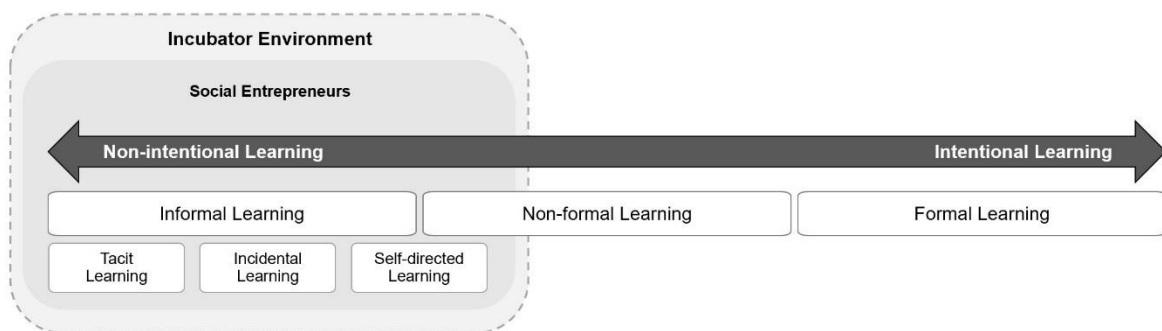 Incubator Environment
Social Entrepreneurs
Non-intentional Learning
Intentional Learning
Informal Learning
Non-formal Learning
Formal Learning
Tacit
Learning
Incidental
Learning
Self-directed
Learning